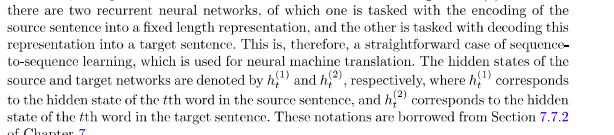 there are two recurrent neural networks, of which one is tasked with the encoding of the
source sentence into a fixed length representation, and the other is tasked with decoding this
representation into a target sentence. This is, therefore, a straightforward case of sequence-
to-sequence learning, which is used for neural machine translation. The hidden states of the
source and target networks are denoted by h_t^{(1)} and h_t^{(2)}, respectively, where h_t^{(1)} corresponds
to the hidden state of the tth word in the source sentence, and h_t^{(2)} corresponds to the hidden
state of the tth word in the target sentence. These notations are borrowed from Section 7.7.2
of Chapter 7.